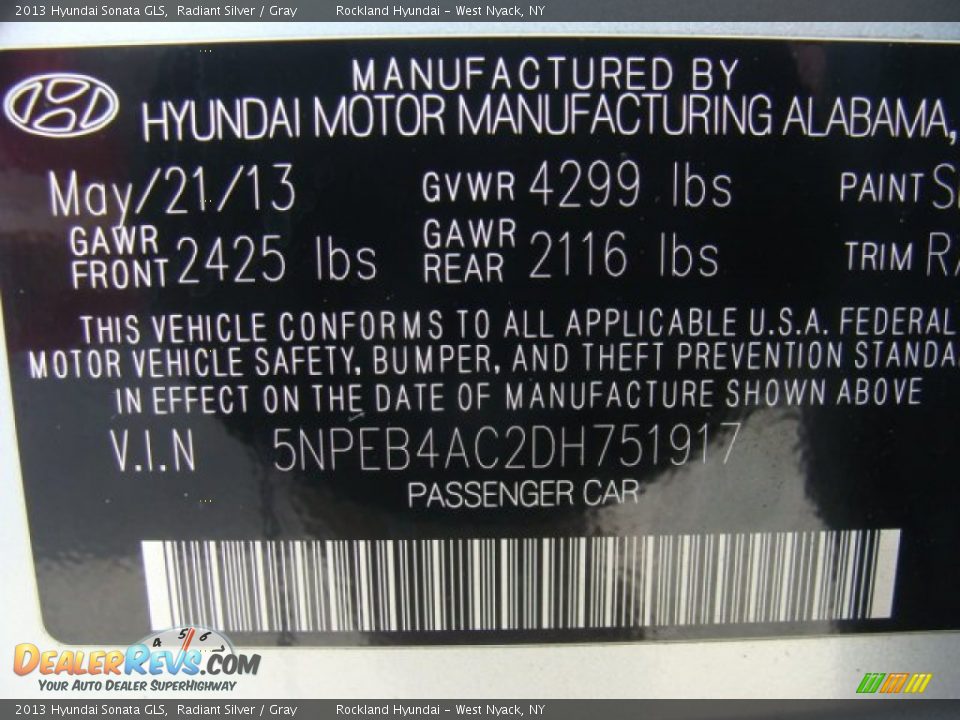 2013 Hyundai Sonata GLS, Radiant Silver / Gray Rockland Hyundai - West Nyack, NY
MANUFACTURED BY
HYUNDAI MOTOR MANUFACTURING ALABAMA,
May/21/13 GVWR 4299 lbs PAINT
GAWR FRONT 2425 lbs GAWR REAR 2116 lbs TRIM
THIS VEHICLE CONFORMS TO ALL APPLICABLE U.S.A. FEDERAL
MOTOR VEHICLE SAFETY, BUMPER, AND THEFT PREVENTION STANDA
IN EFFECT ON THE DATE OF MANUFACTURE SHOWN ABOVE
V.I.N 5NPEB4AC2DH751917
PASSENGER CAR
4 5 6
DEALERREVS.COM
YOUR AUTO DEALER SUPERHIGHWAY
2013 Hyundai Sonata GLS, Radiant Silver / Gray Rockland Hyundai - West Nyack, NY